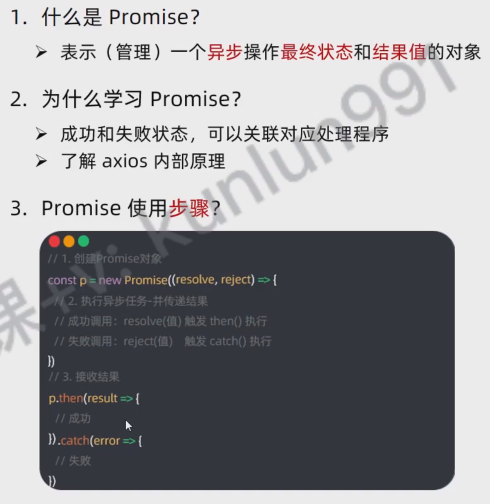 1. 什么是 Promise？
➢ 表示（管理）一个异步操作最终状态和结果值的对象
2. 为什么学习 Promise？
➢ 成功和失败状态，可以关联对应处理程序
➢ 了解 axios 内部原理
3. Promise 使用步骤？
// 1. 创建Promise对象
const p = new Promise((resolve, reject) => {
// 2. 执行异步任务-并传递结果
// 成功调用：resolve(值) 触发 then() 执行
// 失败调用：reject(值) 触发 catch() 执行
})
// 3. 接收结果
p.then(result => {
// 成功
}).catch(error => {
// 失败
})
课+v: kunlun991